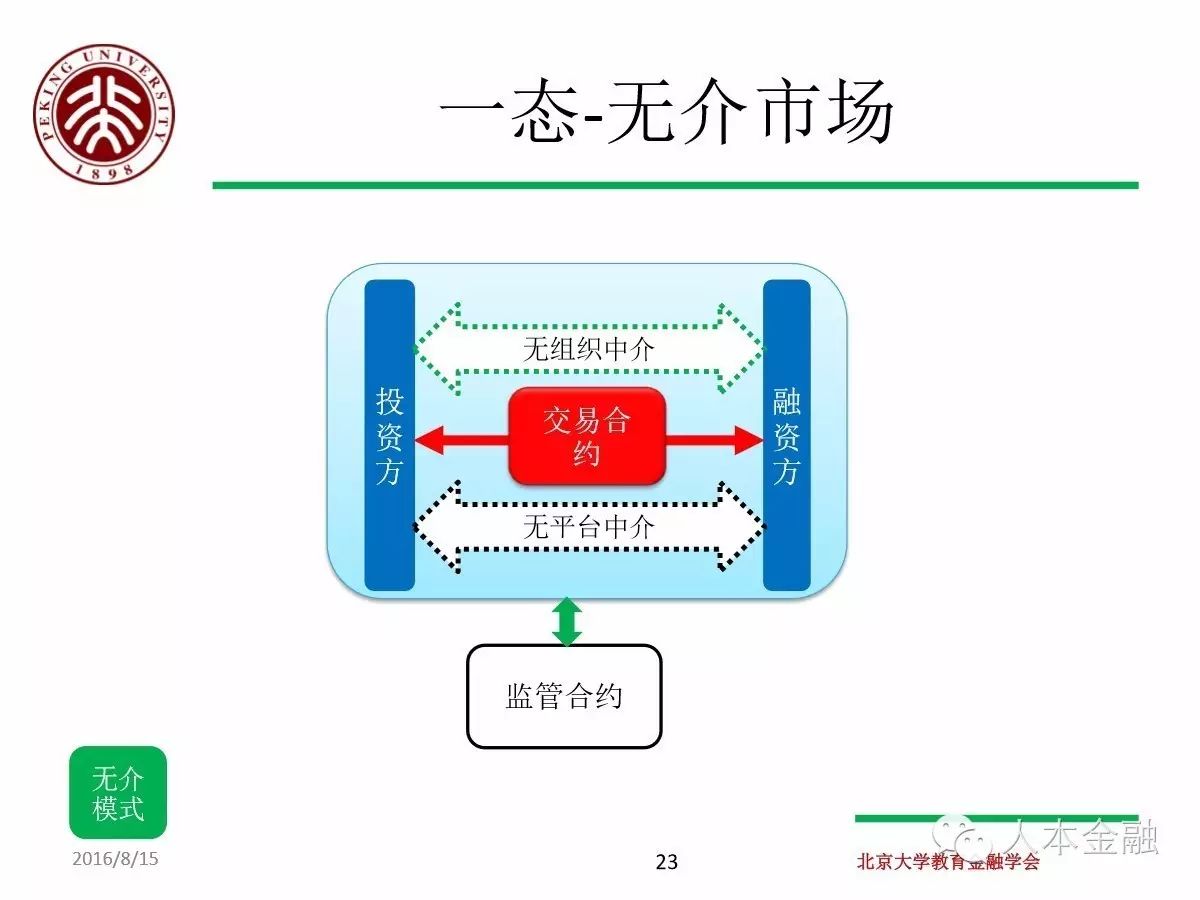 PEKING UNIVERSITY
1898
一态-无介市场
无组织中介
投资方
交易合
约
融资方
无平台中介
监管合约
无介
模式
2016/8/15
23
人本金融
北京大学教育金融学会